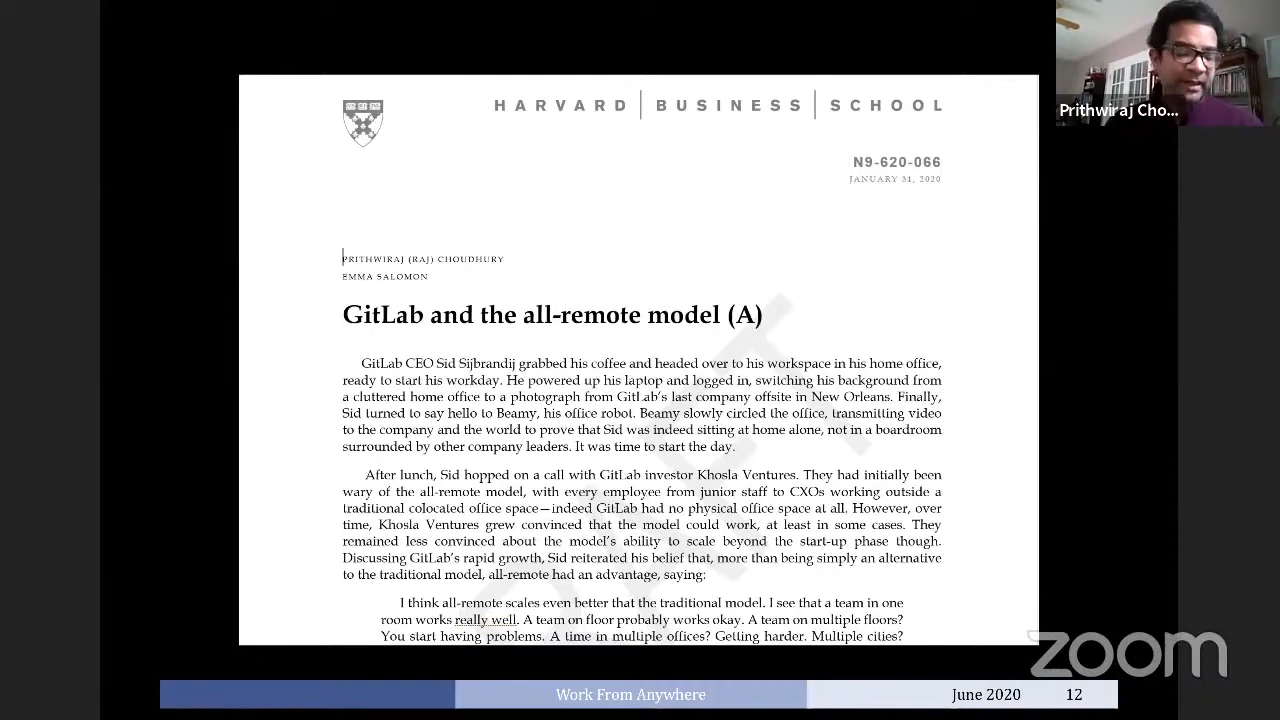 HARVARD | BUSINESS | SCHOOL
N9-620-066
JANUARY 31, 2020
PRITHWIRAJ (RAJ) CHOUDHURY
EMMA SALOMON
GitLab and the all-remote model (A)
GitLab CEO Sid Sijbrandij grabbed his coffee and headed over to his workspace in his home office,
ready to start his workday. He powered up his laptop and logged in, switching his background from
a cluttered home office to a photograph from GitLab's last company offsite in New Orleans. Finally,
Sid turned to say hello to Beamy, his office robot. Beamy slowly circled the office, transmitting video
to the company and the world to prove that Sid was indeed sitting at home alone, not in a boardroom
surrounded by other company leaders. It was time to start the day.
After lunch, Sid hopped on a call with GitLab investor Khosla Ventures. They had initially been
wary of the all-remote model, with every employee from junior staff to CXOs working outside a
traditional colocated office space—indeed GitLab had no physical office space at all. However, over
time, Khosla Ventures grew convinced that the model could work, at least in some cases. They
remained less convinced about the model's ability to scale beyond the start-up phase though.
Discussing GitLab's rapid growth, Sid reiterated his belief that, more than being simply an alternative
to the traditional model, all-remote had an advantage, saying:
I think all-remote scales even better that the traditional model. I see that a team in one
room works really well. A team on floor probably works okay. A team on multiple floors?
You start having problems. A time in multiple offices? Getting harder. Multiple cities?
DRAFT
Prithwiraj Cho...
zoom
Work From Anywhere
June 2020
12